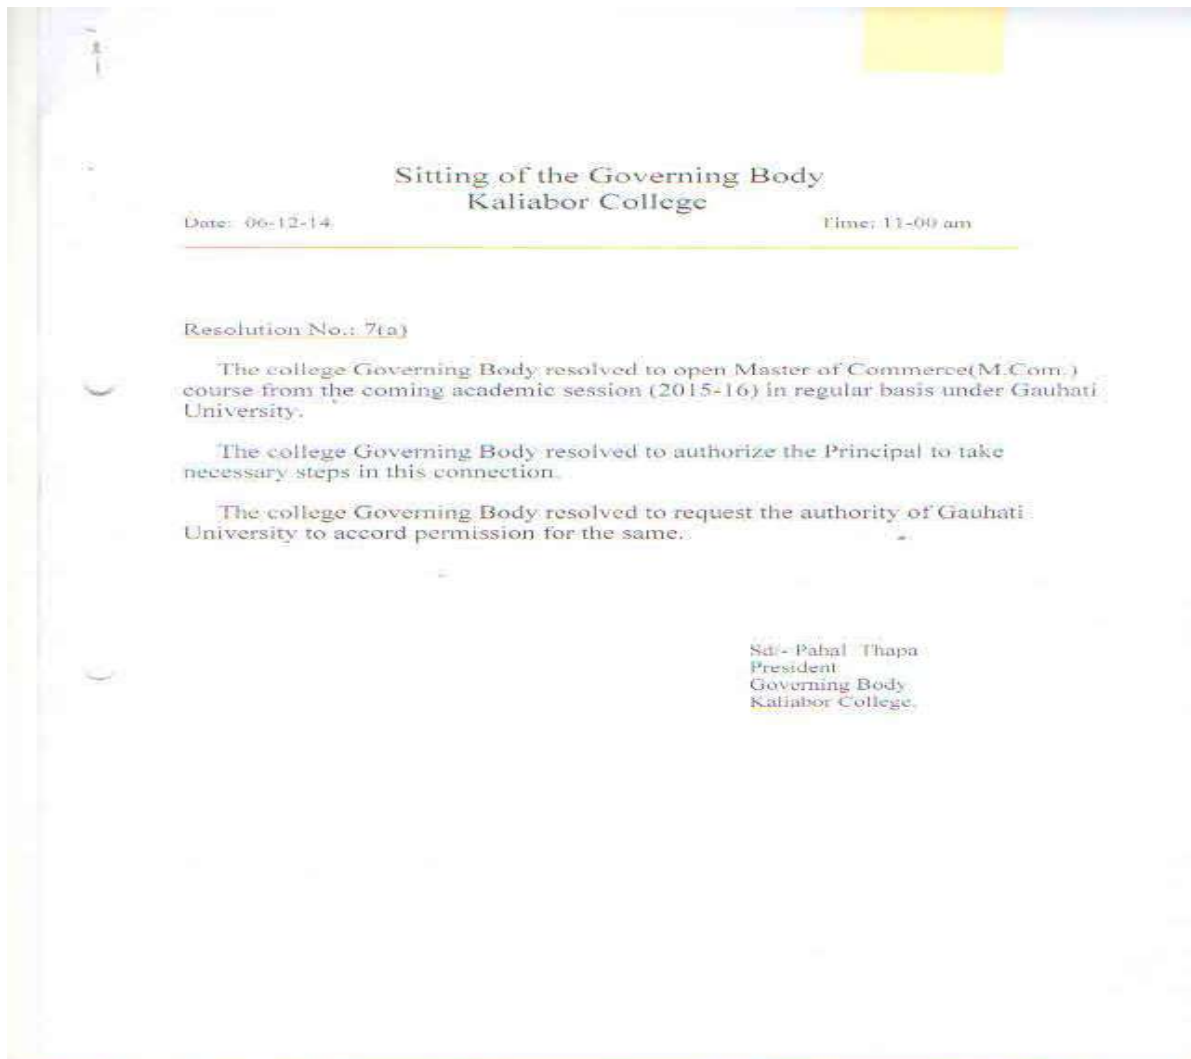 Sitting of the Governing Body
Kaliabor College
Date: 06-12-14
Time: 11-00 am
Resolution No.: 7(a)
The college Governing Body resolved to open Master of Commerce(M.Com.)
course from the coming academic session (2015-16) in regular basis under Gauhati
University.
The college Governing Body resolved to authorize the Principal to take
necessary steps in this connection.
The college Governing Body resolved to request the authority of Gauhati
University to accord permission for the same.
Sd/- Pabal Thapa
President
Governing Body
Kaliabor College.